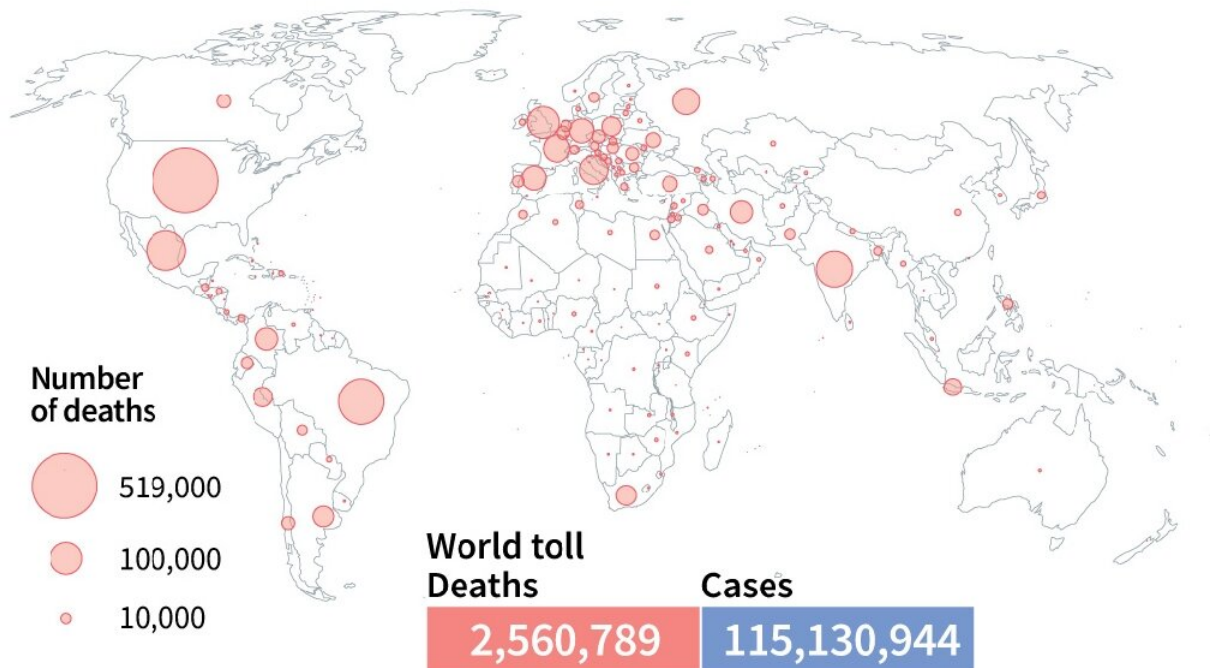 Number
of deaths
519,000
100,000
10,000
World toll
Deaths
Cases
2,560,789
115,130,944